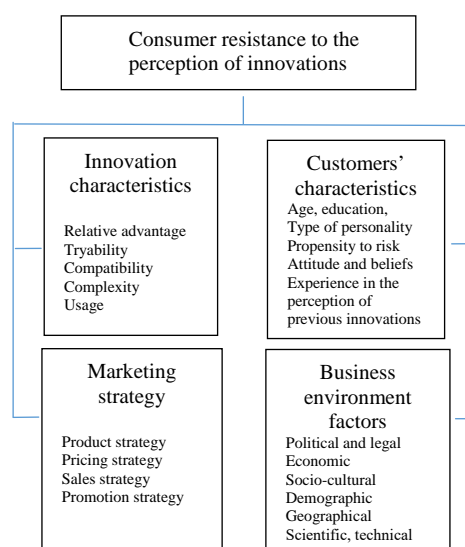 Consumer resistance to the
perception of innovations
Innovation
characteristics
Relative advantage
Tryability
Compatibility
Complexity
Usage
Customers’
characteristics
Age, education,
Type of personality
Propensity to risk
Attitude and beliefs
Experience in the
perception of
previous innovations
Marketing
strategy
Product strategy
Pricing strategy
Sales strategy
Promotion strategy
Business
environment
factors
Political and legal
Economic
Socio-cultural
Demographic
Geographical
Scientific, technical